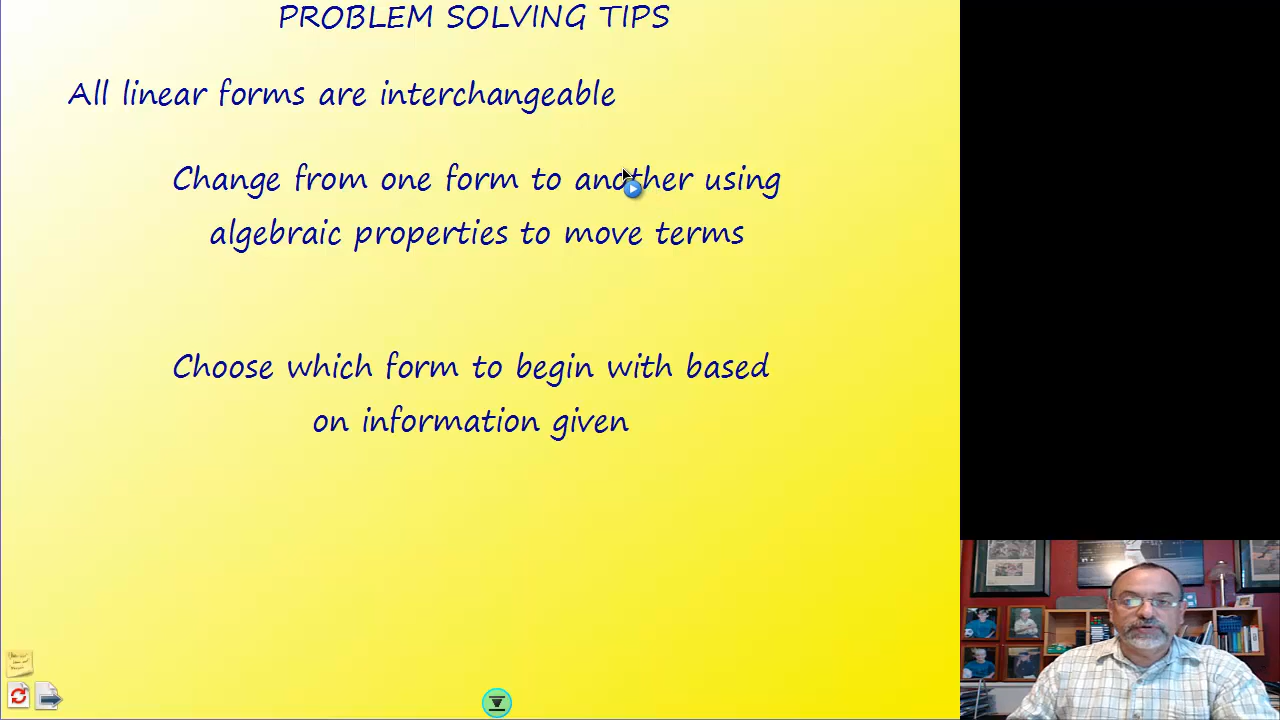 PROBLEM SOLVING TIPS
All linear forms are interchangeable
Change from one form to another using
algebraic properties to move terms
Choose which form to begin with based
on information given